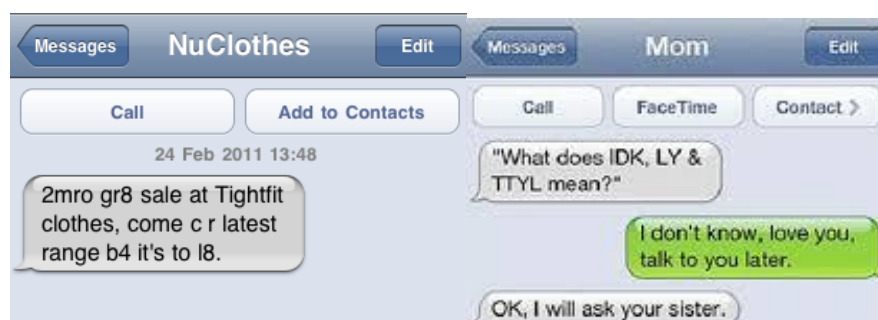 Messages NuClothes Edit
Call Add to Contacts
24 Feb 2011 13:48
2mro gr8 sale at Tightfit
clothes, come c r latest
range b4 it's to l8.
Messages Mom Edit
Call FaceTime Contact >
"What does IDK, LY &
TTYL mean?"
I don't know, love you,
talk to you later.
OK, I will ask your sister.